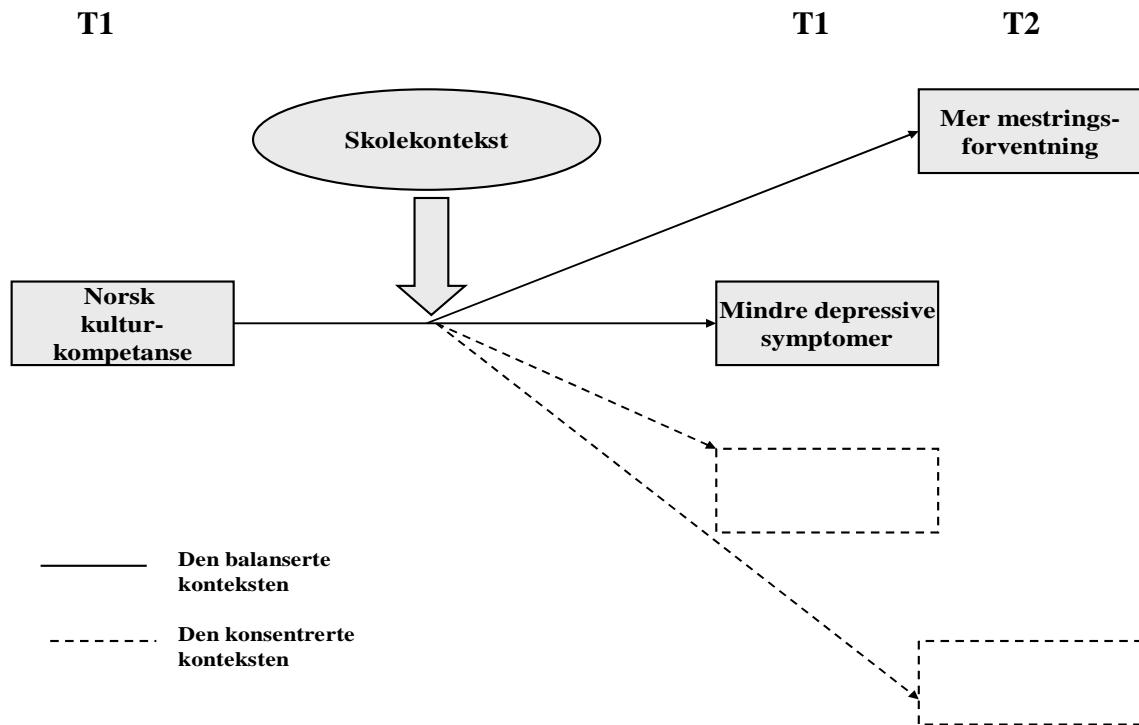 T1
T1
T2
Mer mestrings-
forventning
Skolekontekst
Norsk
kultur-
kompetanse
Mindre depressive
symptomer
Den balanserte
konteksten
Den konsentrerte
konteksten